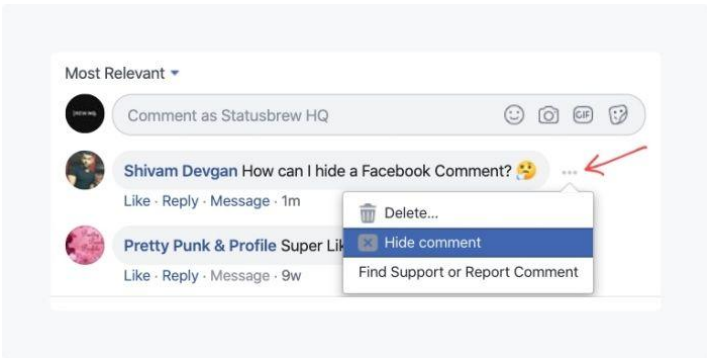 Most Relevant
Comment as Statusbrew HQ
GIF
Shivam Devgan How can I hide a Facebook Comment?
Like · Reply · Message · 1m
Delete...
Hide comment
Find Support or Report Comment
Pretty Punk & Profile Super Lik
Like · Reply · Message · 9w